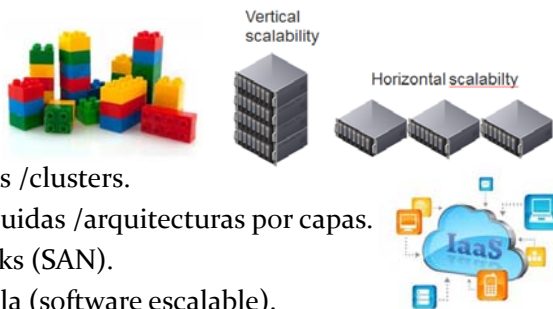 Vertical
scalability
Horizontal scalabilty
s /clusters.
uidas /arquitecturas por capas.
ks (SAN).
IaaS
la (software escalable).